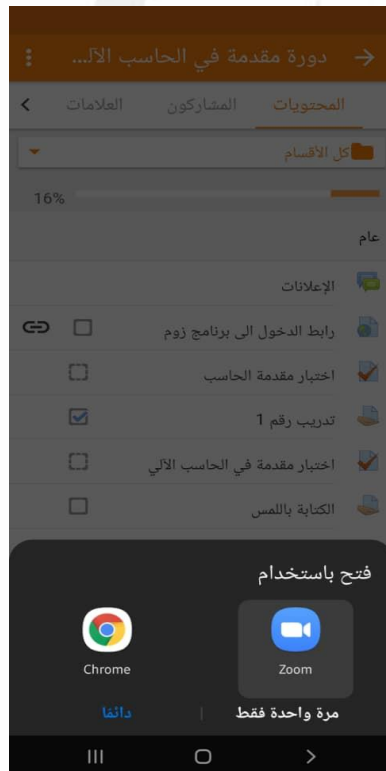 دورة مقدمة في الحاسب الآلـ...
المحتويات المشاركون العلامات
كل الأقسام
16%
عام
الإعلانات
رابط الدخول الى برنامج زوم
اختبار مقدمة الحاسب
تدريب رقم 1
اختبار مقدمة في الحاسب الآلي
الكتابة باللمس
فتح باستخدام
Zoom Chrome
مرة واحدة فقط دائمًا